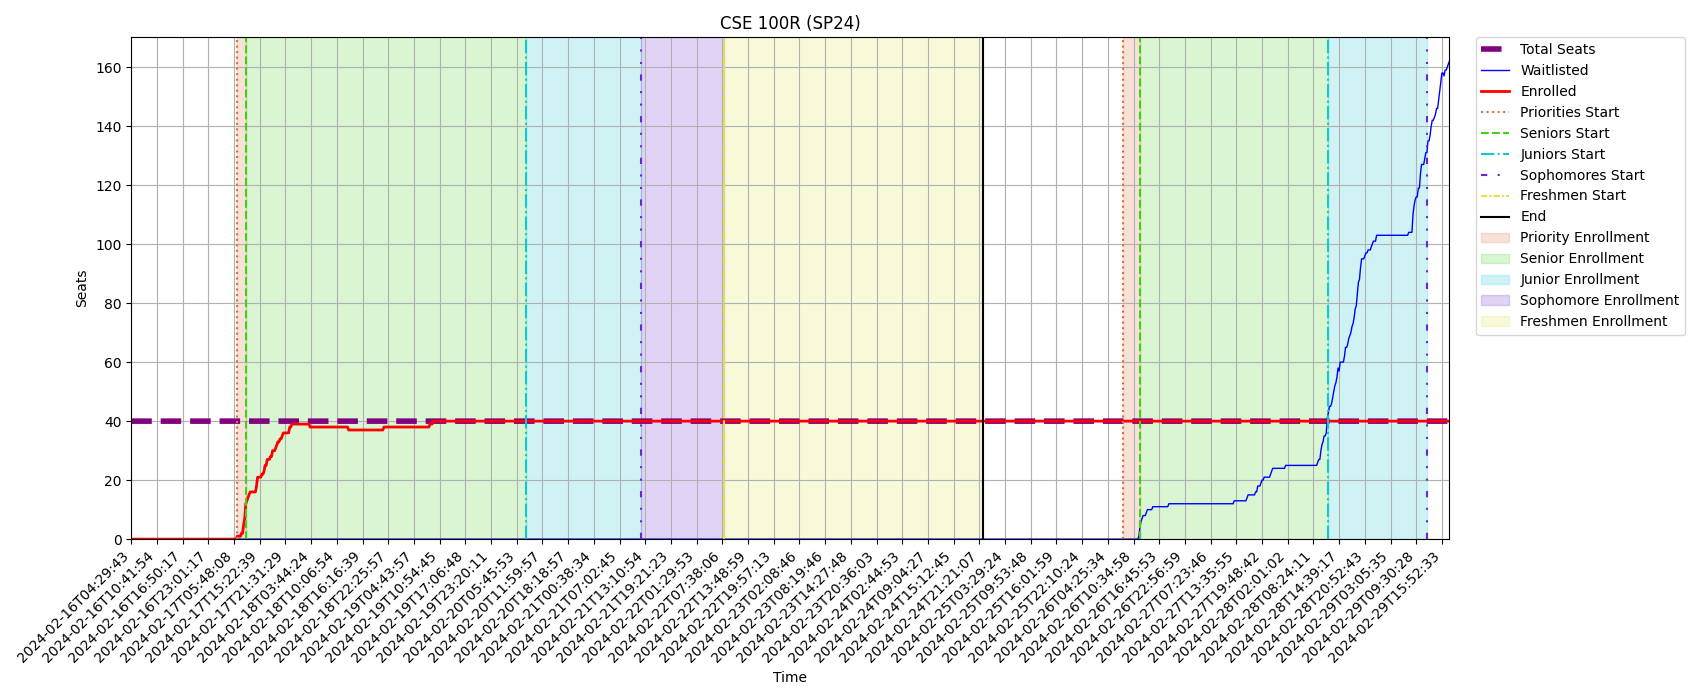 CSE 100R (SP24)
Seats
160
140
120
100
80
60
40
20
0
2024-02-16T04:29:43
2024-02-16T10:41:54
2024-02-16T16:50:17
2024-02-16T23:01:17
2024-02-17T05:48:08
2024-02-17T15:22:39
2024-02-17T21:31:29
2024-02-18T03:44:24
2024-02-18T10:06:54
2024-02-18T16:16:39
2024-02-18T22:25:57
2024-02-19T04:43:57
2024-02-19T10:54:45
2024-02-19T17:06:48
2024-02-19T23:20:11
2024-02-20T05:45:53
2024-02-20T11:59:57
2024-02-20T18:18:57
2024-02-21T00:38:34
2024-02-21T07:02:45
2024-02-21T13:10:54
2024-02-21T19:21:23
2024-02-22T01:29:53
2024-02-22T07:38:06
2024-02-22T13:48:59
2024-02-22T19:57:13
2024-02-23T02:08:46
2024-02-23T08:19:46
2024-02-23T14:27:48
2024-02-23T20:36:03
2024-02-24T02:44:53
2024-02-24T09:04:27
2024-02-24T15:12:45
2024-02-24T21:21:07
2024-02-25T03:29:24
2024-02-25T09:53:48
2024-02-25T16:01:59
2024-02-25T22:10:24
2024-02-26T04:25:34
2024-02-26T10:34:58
2024-02-26T16:45:53
2024-02-26T22:56:59
2024-02-27T07:23:46
2024-02-27T13:35:55
2024-02-27T19:48:42
2024-02-28T02:01:02
2024-02-28T08:24:11
2024-02-28T14:39:17
2024-02-28T20:52:43
2024-02-29T03:05:35
2024-02-29T09:30:28
2024-02-29T15:52:33
Time
Total Seats
Waitlisted
Enrolled
Priorities Start
Seniors Start
Juniors Start
Sophomores Start
Freshmen Start
End
Priority Enrollment
Senior Enrollment
Junior Enrollment
Sophomore Enrollment
Freshmen Enrollment